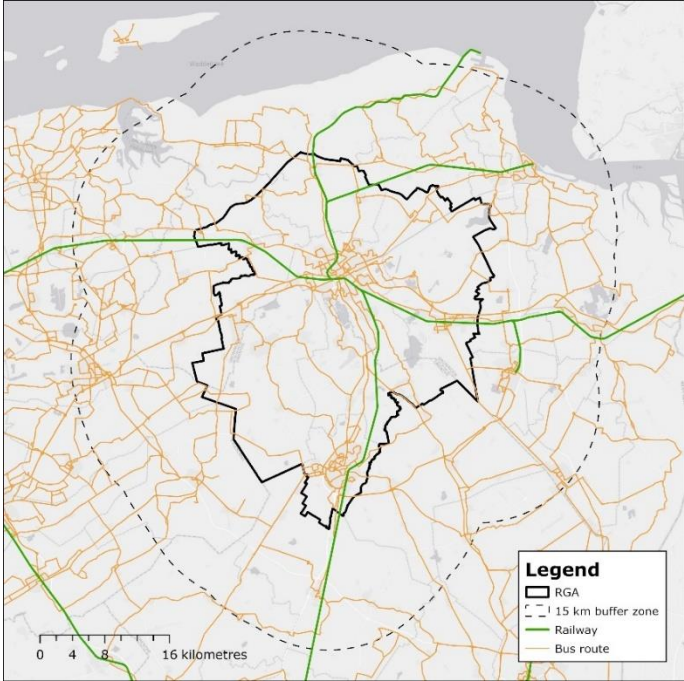 Legend
RGA
15 km buffer zone
Railway
Bus route
0 4 8 16 kilometres